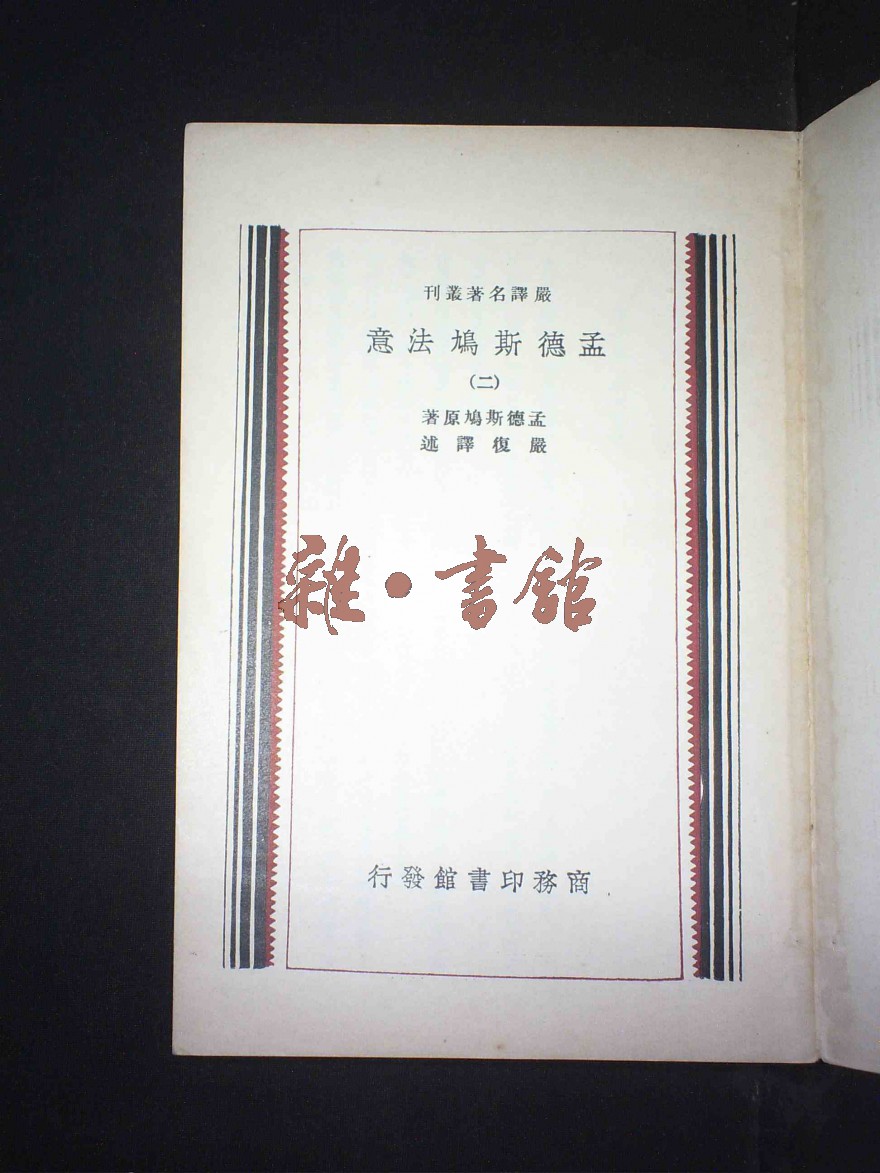 嚴譯名著叢刊
孟德斯鳩法意
(二)
孟德斯鳩原著
嚴復譯述
雜·書館
商務印書館發行